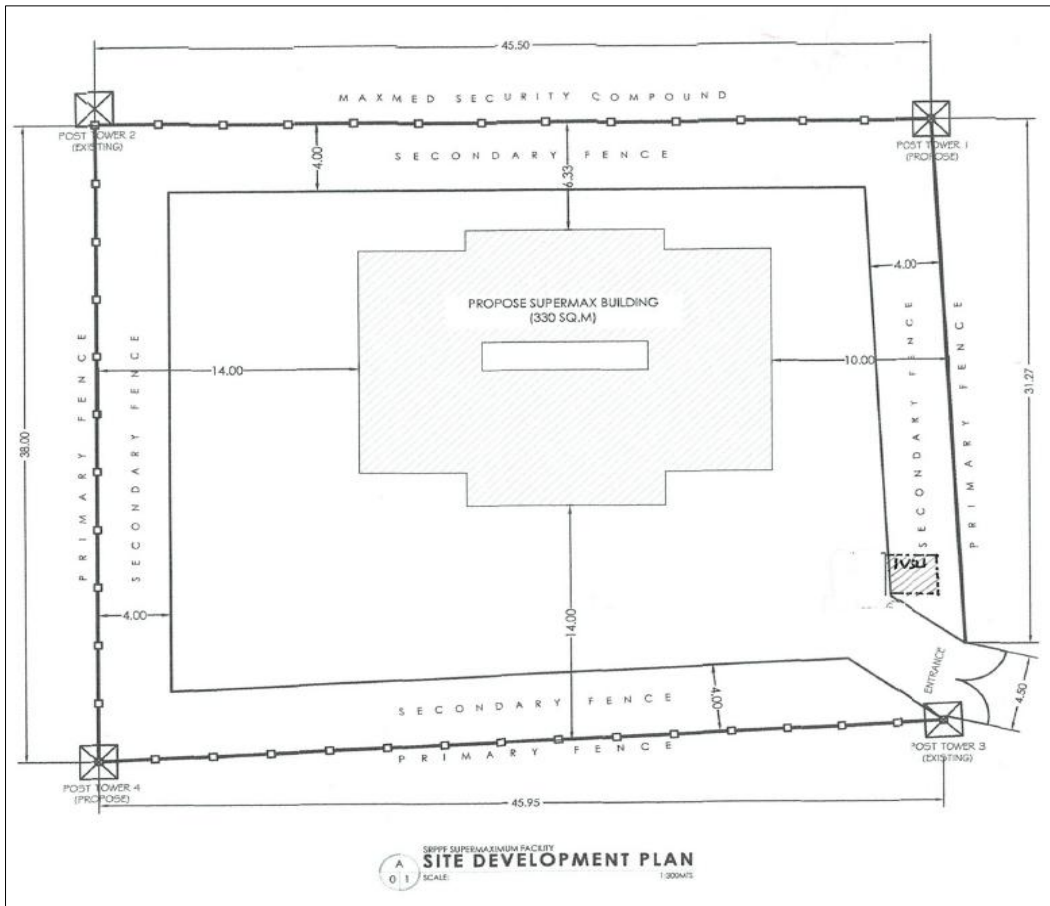 45.50
MAXMED SECURITY COMPOUND
POST TOWER 2
(EXISTING)
POST TOWER 1
(PROPOSE)
SECONDARY FENCE
4.00
6.33
4.00
PROPOSE SUPERMAX BUILDING
(330 SQ.M)
PRIMARY FENCE
SECONDARY FENCE
14.00
10.00
SECONDARY FENCE
PRIMARY FENCE
31.27
38.00
4.00
14.00
ENTRANCE
4.50
4.00
SECONDARY FENCE
PRIMARY FENCE
POST TOWER 3
(EXISTING)
POST TOWER 4
(PROPOSE)
45.95
SRPPF SUPERMAXIMUM FACILITY
A
01
SITE DEVELOPMENT PLAN
SCALE: 1:300MTS